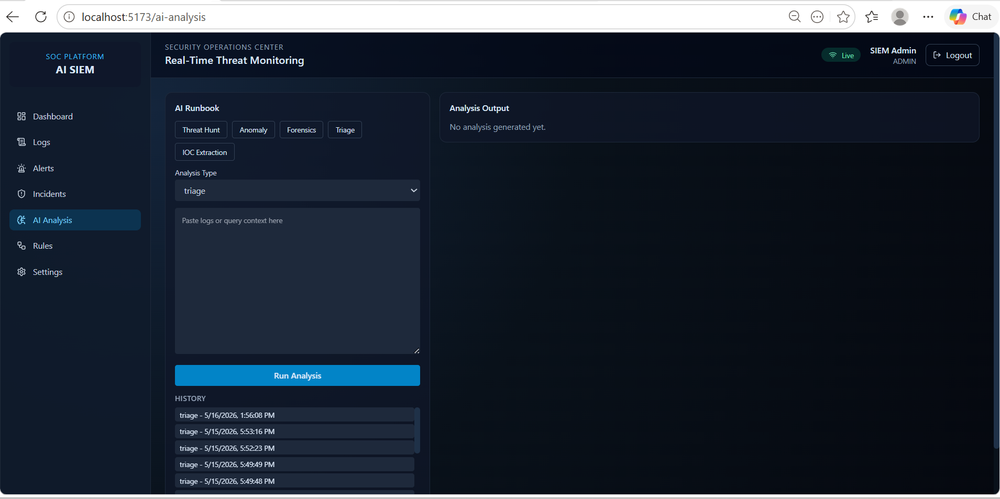 localhost:5173/ai-analysis
Chat
SOC PLATFORM
AI SIEM
Dashboard
Logs
Alerts
Incidents
AI Analysis
Rules
Settings
SECURITY OPERATIONS CENTER
Real-Time Threat Monitoring
Live
SIEM Admin
ADMIN
Logout
AI Runbook
Threat Hunt
Anomaly
Forensics
Triage
IOC Extraction
Analysis Type
triage
Paste logs or query context here
Run Analysis
HISTORY
triage - 5/16/2026, 1:56:08 PM
triage - 5/15/2026, 5:53:16 PM
triage - 5/15/2026, 5:52:23 PM
triage - 5/15/2026, 5:49:49 PM
triage - 5/15/2026, 5:49:48 PM
Analysis Output
No analysis generated yet.